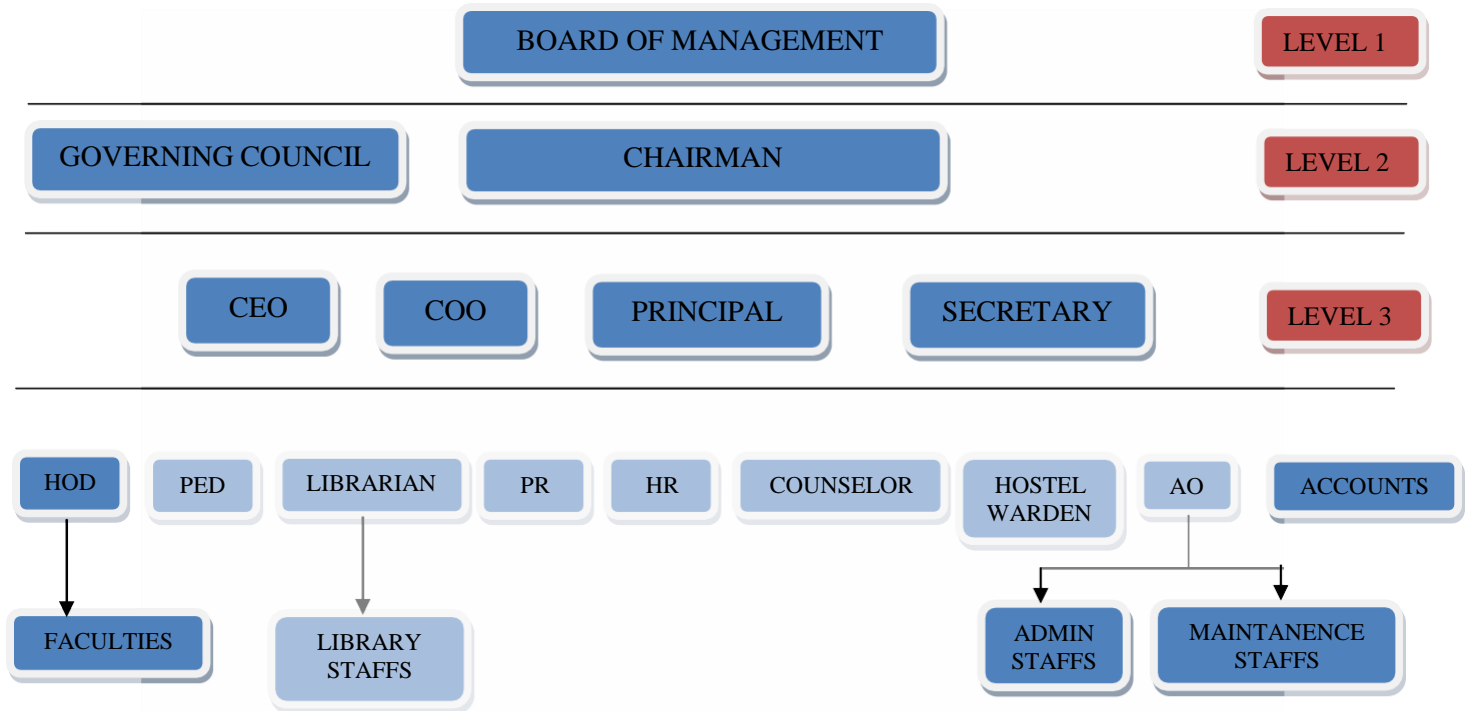 BOARD OF MANAGEMENT
LEVEL 1
GOVERNING COUNCIL
CHAIRMAN
LEVEL 2
CEO
COO
PRINCIPAL
SECRETARY
LEVEL 3
HOD
PED
LIBRARIAN
PR
HR
COUNSELOR
HOSTEL
WARDEN
AO
ACCOUNTS
FACULTIES
LIBRARY
STAFFS
ADMIN
STAFFS
MAINTANENCE
STAFFS